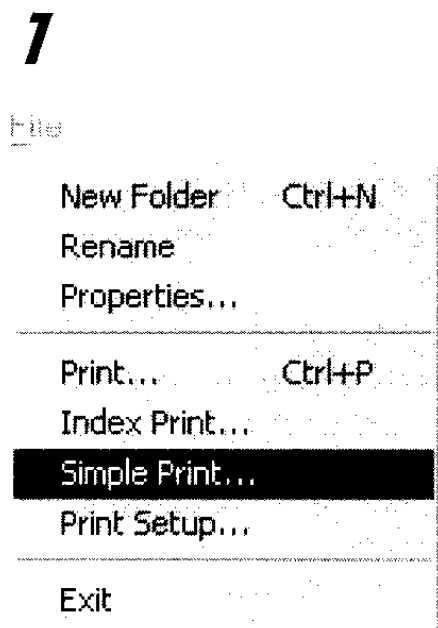 1
File
New Folder Ctrl+N
Rename
Properties...
Print... Ctrl+P
Index Print...
Simple Print...
Print Setup...
Exit